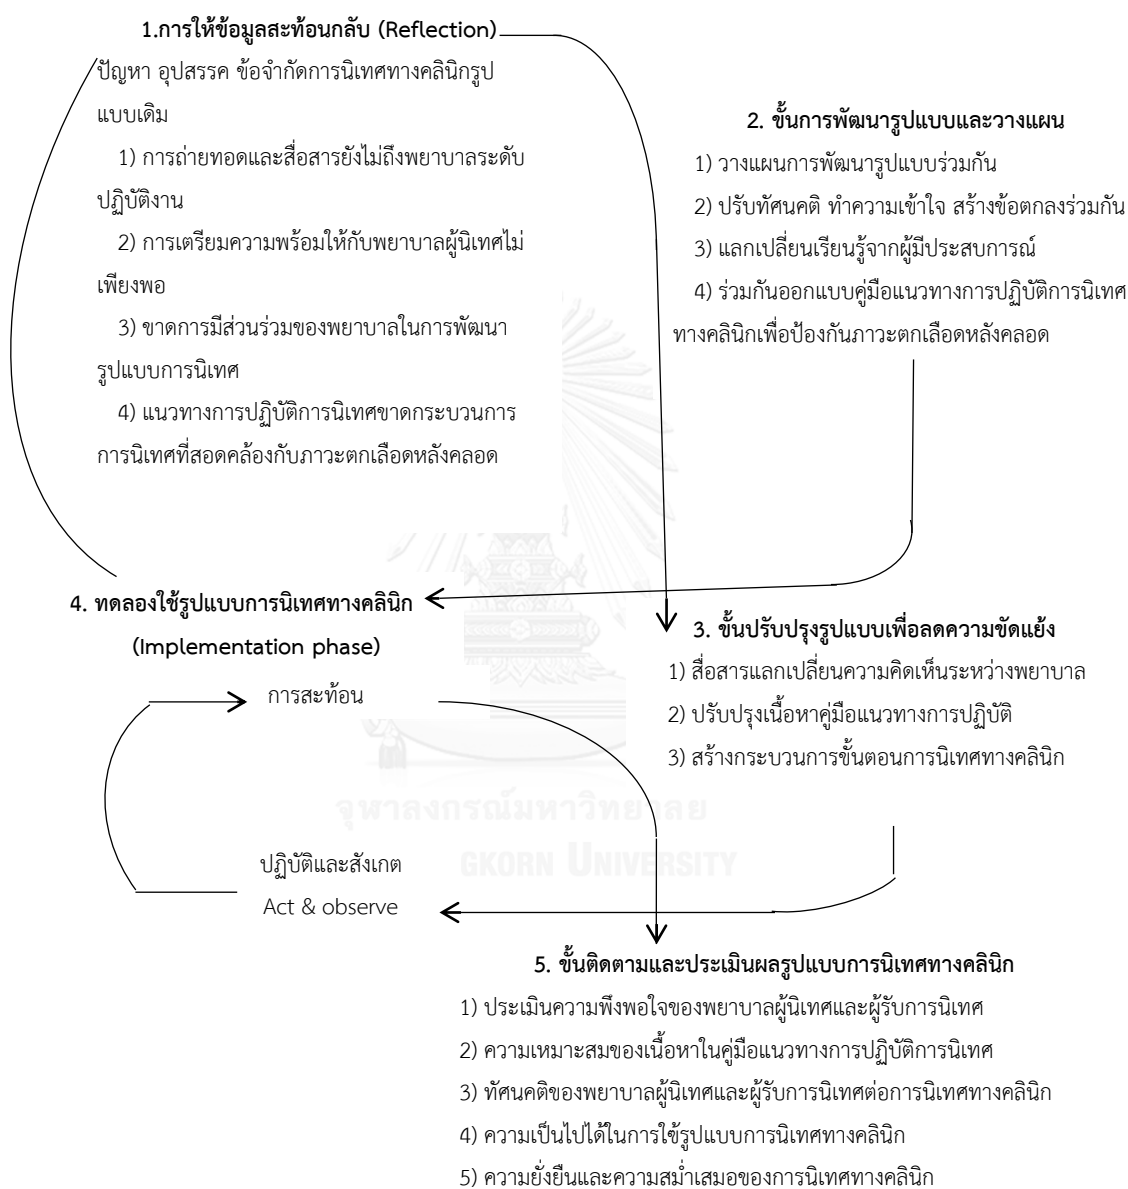 1.การให้ข้อมูลสะท้อนกลับ (Reflection)
ปัญหา อุปสรรค ข้อจำกัดการนิเทศทางคลินิกรูป
แบบเดิม
1) การถ่ายทอดและสื่อสารยังไม่ถึงพยาบาลระดับ
ปฏิบัติงาน
2) การเตรียมความพร้อมให้กับพยาบาลผู้นิเทศไม่
เพียงพอ
3) ขาดการมีส่วนร่วมของพยาบาลในการพัฒนา
รูปแบบการนิเทศ
4) แนวทางการปฏิบัติการนิเทศขาดกระบวนการ
การนิเทศที่สอดคล้องกับภาวะตกเลือดหลังคลอด
2. ขั้นการพัฒนารูปแบบและวางแผน
1) วางแผนการพัฒนารูปแบบร่วมกัน
2) ปรับทัศนคติ ทำความเข้าใจ สร้างข้อตกลงร่วมกัน
3) แลกเปลี่ยนเรียนรู้จากผู้มีประสบการณ์
4) ร่วมกันออกแบบคู่มือแนวทางการปฏิบัติการนิเทศ
ทางคลินิกเพื่อป้องกันภาวะตกเลือดหลังคลอด
4. ทดลองใช้รูปแบบการนิเทศทางคลินิก
(Implementation phase)
การสะท้อน
ปฏิบัติและสังเกต
Act & observe
3. ขั้นปรับปรุงรูปแบบเพื่อลดความขัดแย้ง
1) สื่อสารแลกเปลี่ยนความคิดเห็นระหว่างพยาบาล
2) ปรับปรุงเนื้อหาคู่มือแนวทางการปฏิบัติ
3) สร้างกระบวนการขั้นตอนการนิเทศทางคลินิก
จุฬาลงกรณ์มหาวิทยาลัย
GKORN UNIVERSITY
5. ขั้นติดตามและประเมินผลรูปแบบการนิเทศทางคลินิก
1) ประเมินความพึงพอใจของพยาบาลผู้นิเทศและผู้รับการนิเทศ
2) ความเหมาะสมของเนื้อหาในคู่มือแนวทางการปฏิบัติการนิเทศ
3) ทัศนคติของพยาบาลผู้นิเทศและผู้รับการนิเทศต่อการนิเทศทางคลินิก
4) ความเป็นไปได้ในการใช้รูปแบบการนิเทศทางคลินิก
5) ความยั่งยืนและความสม่ำเสมอของการนิเทศทางคลินิก